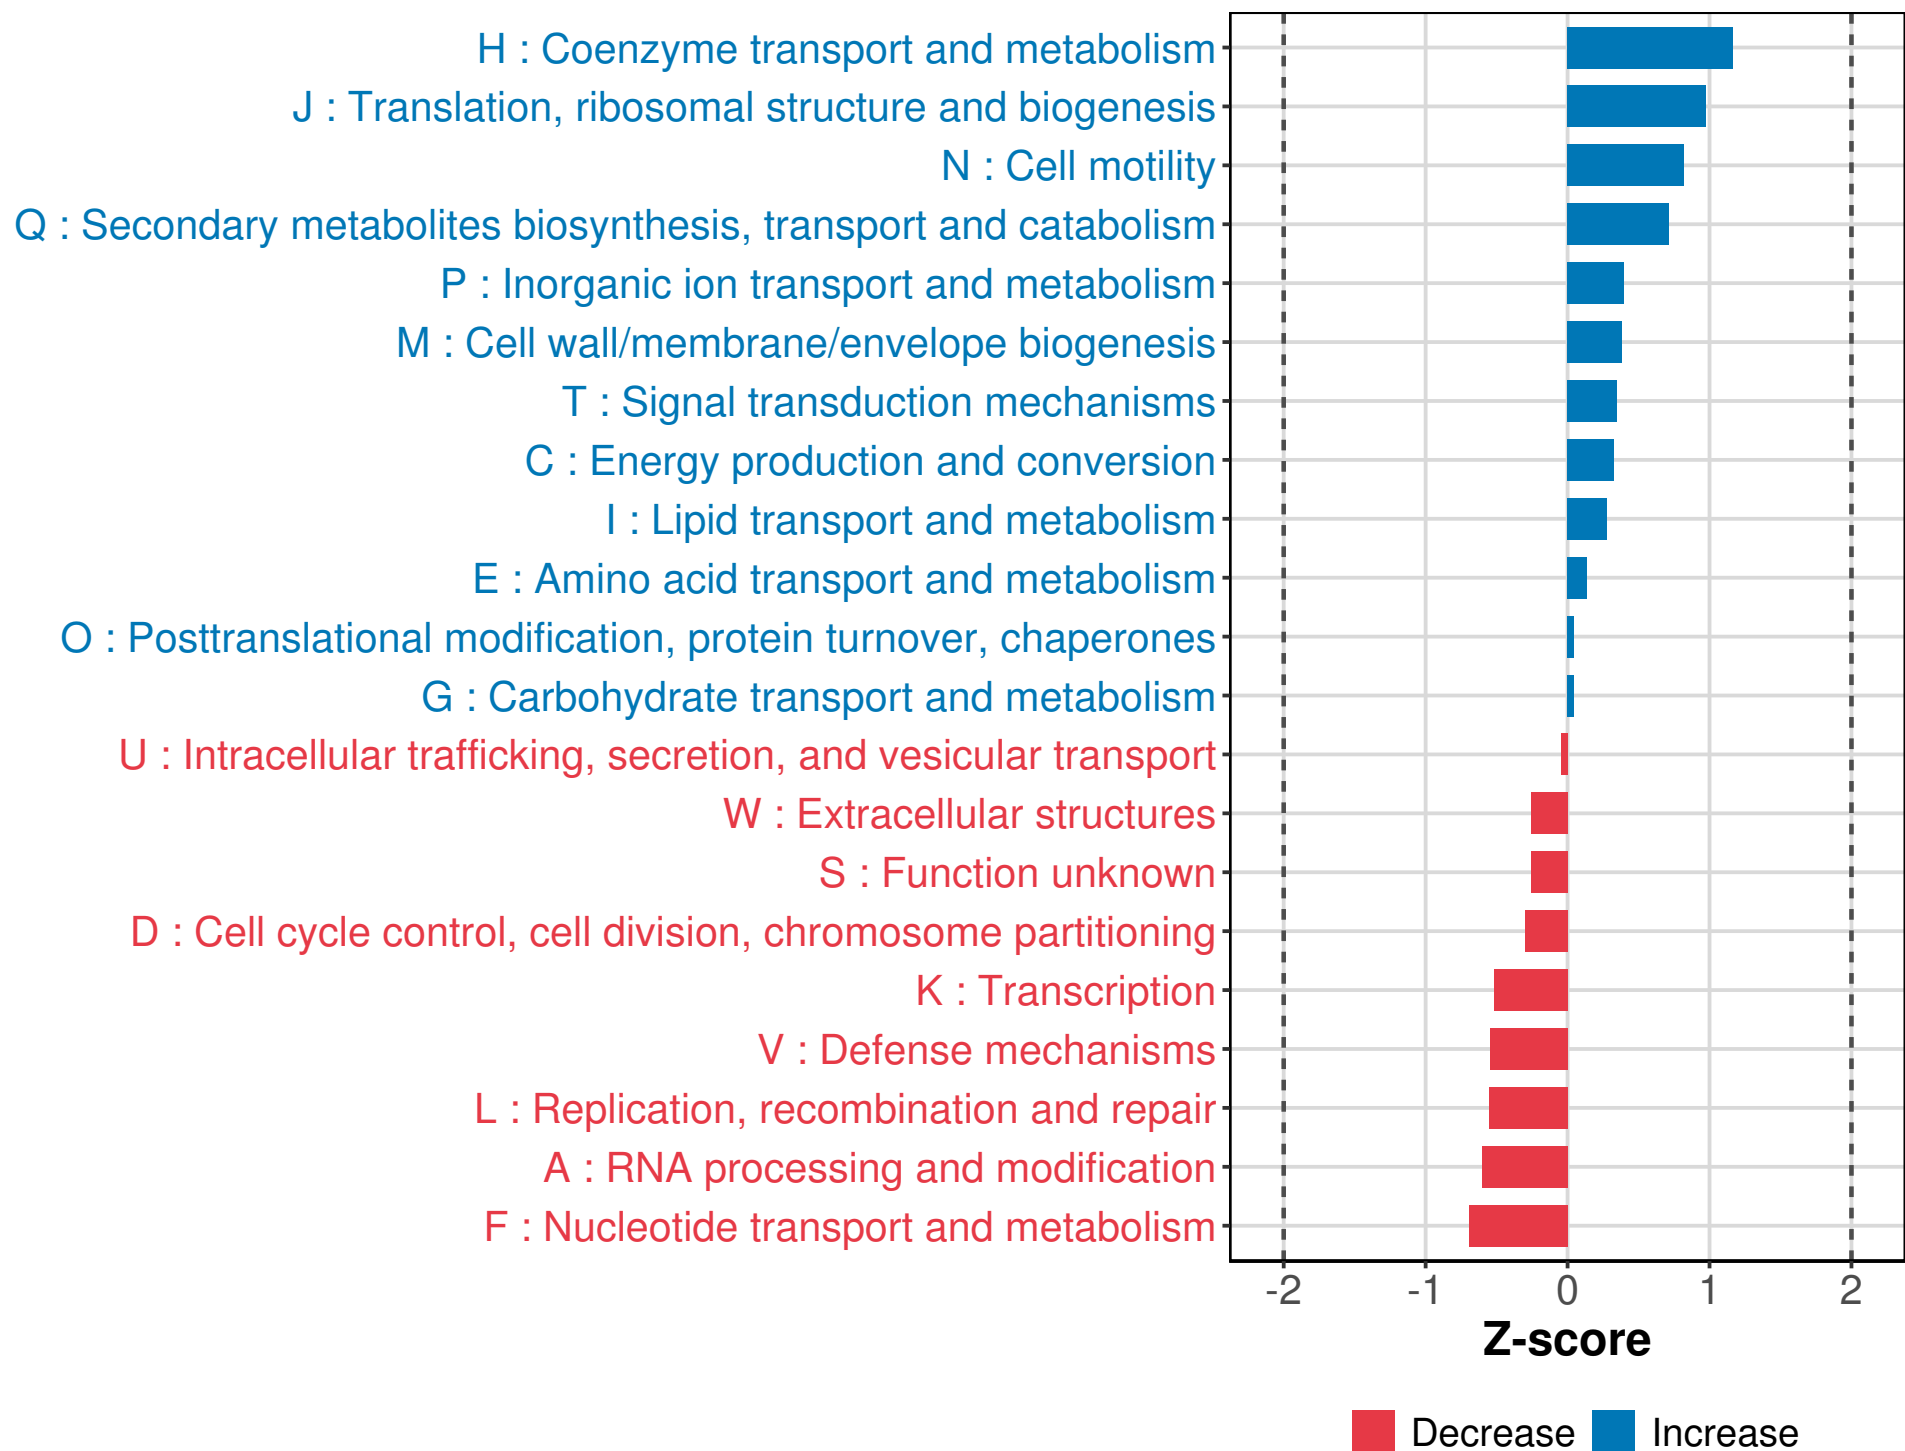 H : Coenzyme transport and metabolism
J : Translation, ribosomal structure and biogenesis
N : Cell motility
Q : Secondary metabolites biosynthesis, transport and catabolism
P : Inorganic ion transport and metabolism
M : Cell wall/membrane/envelope biogenesis
T : Signal transduction mechanisms
C : Energy production and conversion
I : Lipid transport and metabolism
E : Amino acid transport and metabolism
O : Posttranslational modification, protein turnover, chaperones
G : Carbohydrate transport and metabolism
U : Intracellular trafficking, secretion, and vesicular transport
W : Extracellular structures
S : Function unknown
D : Cell cycle control, cell division, chromosome partitioning
K : Transcription
V : Defense mechanisms
L : Replication, recombination and repair
A : RNA processing and modification
F : Nucleotide transport and metabolism
-2 -1 0 1 2
Z-score
Decrease Increase